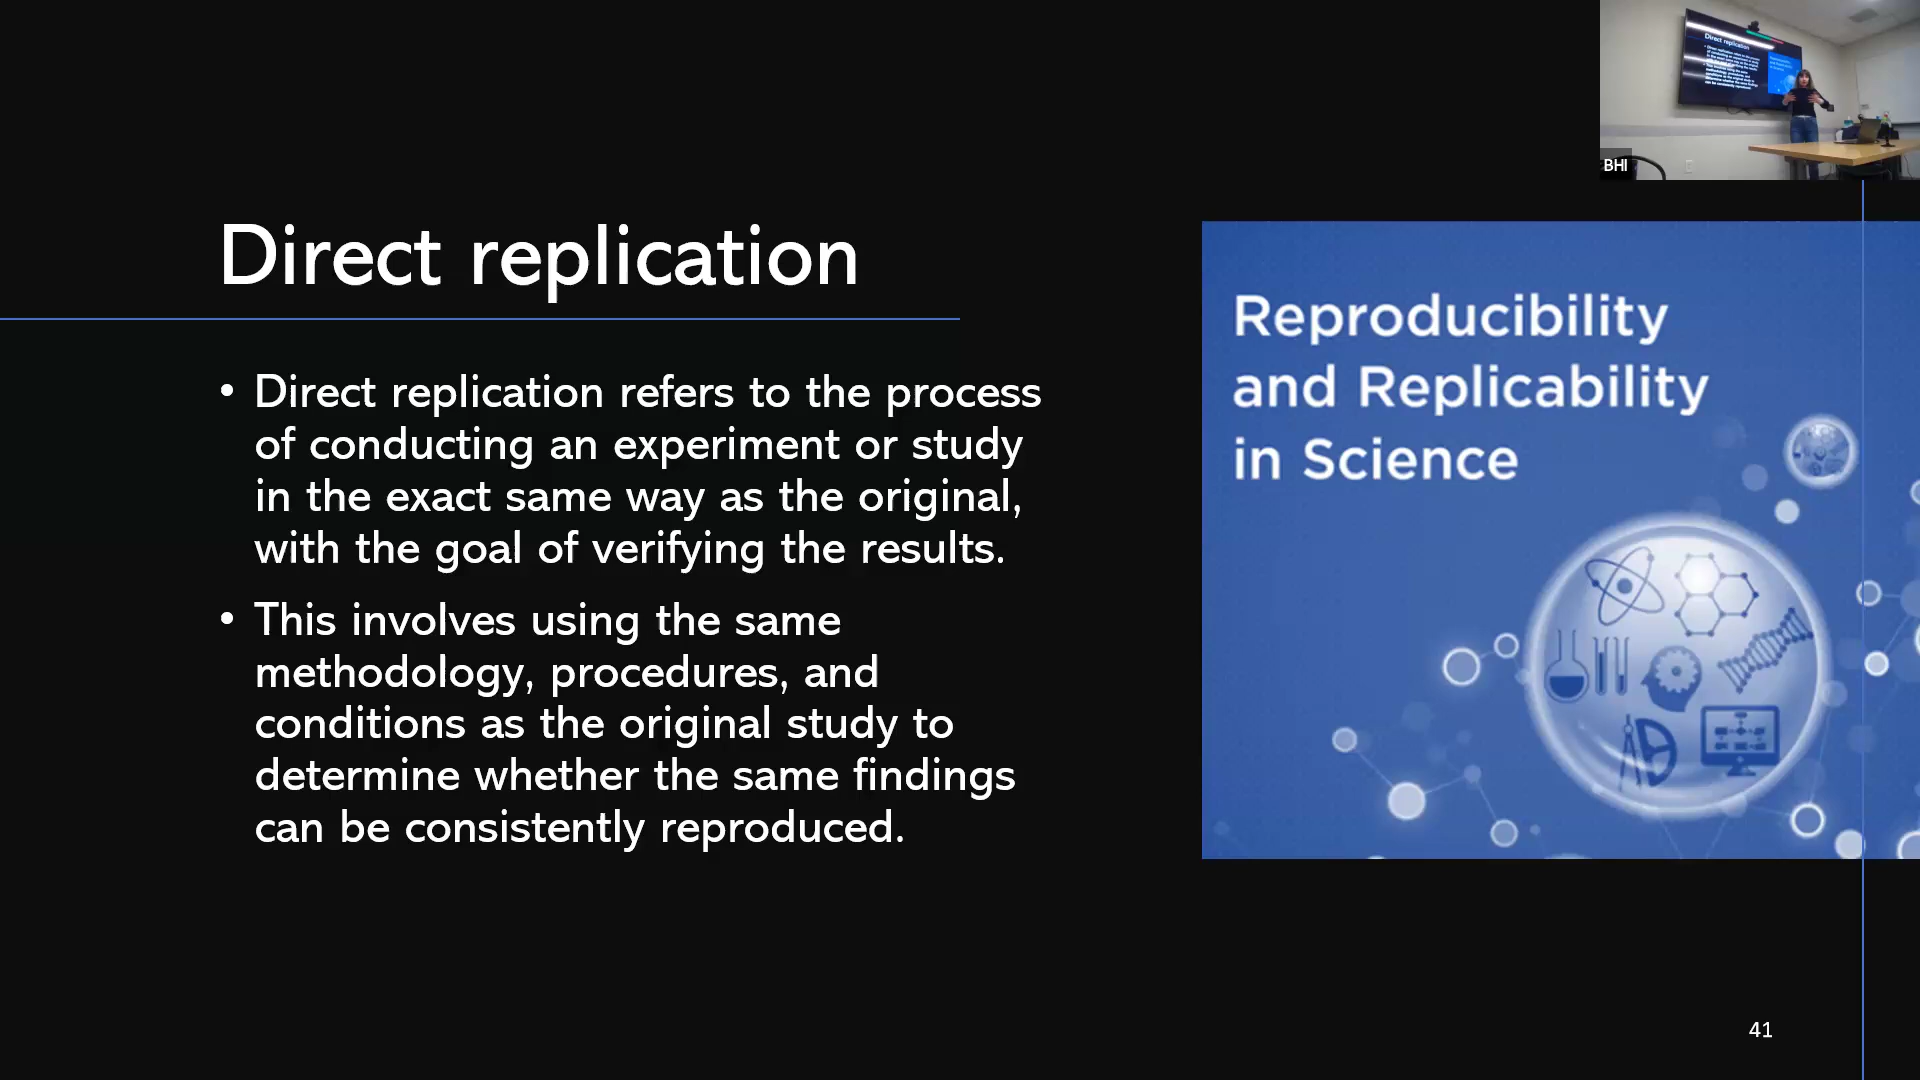 BHI
Direct replication
• Direct replication refers to the process
of conducting an experiment or study
in the exact same way as the original,
with the goal of verifying the results.
• This involves using the same
methodology, procedures, and
conditions as the original study to
determine whether the same findings
can be consistently reproduced.
Reproducibility
and Replicability
in Science
41